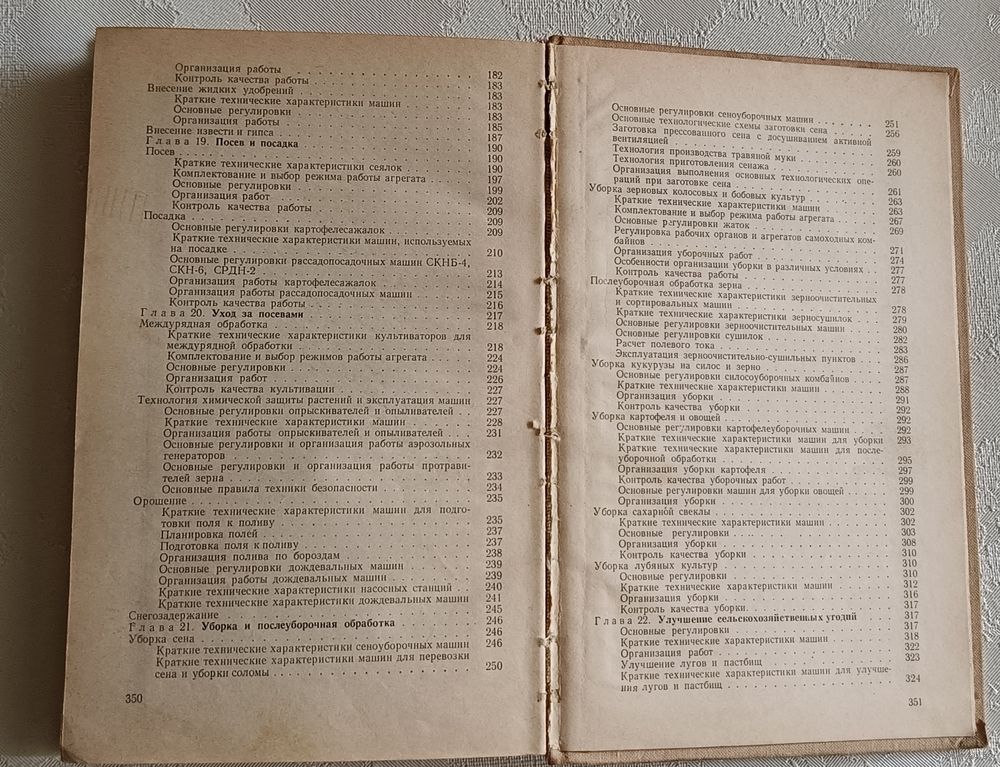 Организация работы . . . . . . . . . . . . . . . 182
Контроль качества работы . . . . . . . . . . . . 183
Внесение жидких удобрений . . . . . . . . . . . . 183
Краткие технические характеристики машин . . . . 183
Основные регулировки . . . . . . . . . . . . . . 183
Организация работы . . . . . . . . . . . . . . . 185
Внесение извести и гипса . . . . . . . . . . . . 187
Глава 19. Посев и посадка . . . . . . . . . . . . 190
Посев . . . . . . . . . . . . . . . . . . . . . . 190
Краткие технические характеристики сеялок . . . . 190
Комплектование и выбор режима работы агрегата . . 197
Основные регулировки . . . . . . . . . . . . . . 199
Организация работ . . . . . . . . . . . . . . . . 202
Контроль качества работы . . . . . . . . . . . . 209
Посадка . . . . . . . . . . . . . . . . . . . . . 209
Основные регулировки картофелесажалок . . . . . . 209
Краткие технические характеристики машин, используемых
на посадке . . . . . . . . . . . . . . . . . . . 210
Основные регулировки рассадопосадочных машин СКНБ-4,
СКН-6, СРДН-2 . . . . . . . . . . . . . . . . . . 213
Организация работы картофелесажалок . . . . . . . 214
Организация работы рассадопосадочных машин . . . 215
Контроль качества работы . . . . . . . . . . . . 216
Глава 20. Уход за посевами . . . . . . . . . . . 217
Междурядная обработка . . . . . . . . . . . . . . 218
Краткие технические характеристики культиваторов для
междурядной обработки . . . . . . . . . . . . . . 218
Комплектование и выбор режимов работы агрегата . . 224
Основные регулировки . . . . . . . . . . . . . . 224
Организация работ . . . . . . . . . . . . . . . . 226
Контроль качества культивации . . . . . . . . . . 227
Технология химической защиты растений и эксплуатация машин 227
Основные регулировки опрыскивателей и опыливателей . . 227
Краткие технические характеристики машин . . . . 228
Организация работы опрыскивателей и опыливателей . . 231
Основные регулировки и организация работы аэрозольных
генераторов . . . . . . . . . . . . . . . . . . . 232
Основные регулировки и организация работы протрави-
телей зерна . . . . . . . . . . . . . . . . . . . 233
Основные правила техники безопасности . . . . . . 234
Орошение . . . . . . . . . . . . . . . . . . . . 235
Краткие технические характеристики машин для подго-
товки поля к поливу . . . . . . . . . . . . . . . 235
Планировка полей . . . . . . . . . . . . . . . . 237
Подготовка поля к поливу . . . . . . . . . . . . 237
Организация полива по бороздам . . . . . . . . . 238
Основные регулировки дождевальных машин . . . . . 239
Организация работы дождевальных машин . . . . . . 239
Краткие технические характеристики насосных станций . . 240
Краткие технические характеристики дождевальных машин 241
Снегозадержание . . . . . . . . . . . . . . . . . 245
Глава 21. Уборка и послеуборочная обработка . . . 246
Уборка сена . . . . . . . . . . . . . . . . . . . 246
Краткие технические характеристики сеноуборочных машин 246
Краткие технические характеристики машин для перевозки
сена и уборки соломы . . . . . . . . . . . . . . 250
350
Основные регулировки сеноуборочных машин . . . . 251
Основные технологические схемы заготовки сена . . 256
Заготовка прессованного сена с досушиванием активной
вентиляцией . . . . . . . . . . . . . . . . . . . 259
Технология производства травяной муки . . . . . . 260
Технология приготовления сенажа . . . . . . . . . 260
Организация выполнения основных технологических опе-
раций при заготовке сена . . . . . . . . . . . . 261
Уборка зерновых колосовых и бобовых культур . . . 263
Краткие технические характеристики машин . . . . 263
Комплектование и выбор режима работы агрегата . . 267
Основные регулировки жаток . . . . . . . . . . . 269
Регулировка рабочих органов и агрегатов самоходных ком-
байнов . . . . . . . . . . . . . . . . . . . . . 271
Организация уборочных работ . . . . . . . . . . . 274
Особенности организации уборки в различных условиях . . 277
Контроль качества работы . . . . . . . . . . . . 277
Послеуборочная обработка зерна . . . . . . . . . 278
Краткие технические характеристики зерноочистительных
и сортировальных машин . . . . . . . . . . . . . 278
Краткие технические характеристики зерносушилок . . 279
Основные регулировки зерноочистительных машин . . 280
Основные регулировки сушилок . . . . . . . . . . 282
Расчет полевого тока . . . . . . . . . . . . . . 283
Эксплуатация зерноочистительно-сушильных пунктов . . 286
Уборка кукурузы на силос и зерно . . . . . . . . 287
Основные регулировки силосоуборочных комбайнов . . 287
Краткие технические характеристики машин . . . . 288
Организация уборки . . . . . . . . . . . . . . . 291
Контроль качества уборки . . . . . . . . . . . . 292
Уборка картофеля и овощей . . . . . . . . . . . . 292
Основные регулировки картофелеуборочных машин . . 292
Краткие технические характеристики машин для уборки 293
Краткие технические характеристики машин для после-
уборочной обработки . . . . . . . . . . . . . . . 295
Организация уборки картофеля . . . . . . . . . . 297
Контроль качества уборочных работ . . . . . . . . 299
Основные регулировки машин для уборки овощей . . 299
Организация уборки . . . . . . . . . . . . . . . 300
Уборка сахарной свеклы . . . . . . . . . . . . . 302
Краткие технические характеристики машин . . . . 302
Основные регулировки . . . . . . . . . . . . . . 303
Организация уборки . . . . . . . . . . . . . . . 308
Контроль качества уборки . . . . . . . . . . . . 310
Уборка лубяных культур . . . . . . . . . . . . . 310
Основные регулировки . . . . . . . . . . . . . . 310
Краткие технические характеристики машин . . . . 312
Организация уборки . . . . . . . . . . . . . . . 316
Контроль качества уборки . . . . . . . . . . . . 317
Глава 22. Улучшение сельскохозяйственных угодий . . 317
Основные регулировки . . . . . . . . . . . . . . 317
Краткие технические характеристики машин . . . . 318
Организация работ . . . . . . . . . . . . . . . . 322
Улучшение лугов и пастбищ . . . . . . . . . . . . 323
Краткие технические характеристики машин для улучше-
ния лугов и пастбищ . . . . . . . . . . . . . . . 324
351